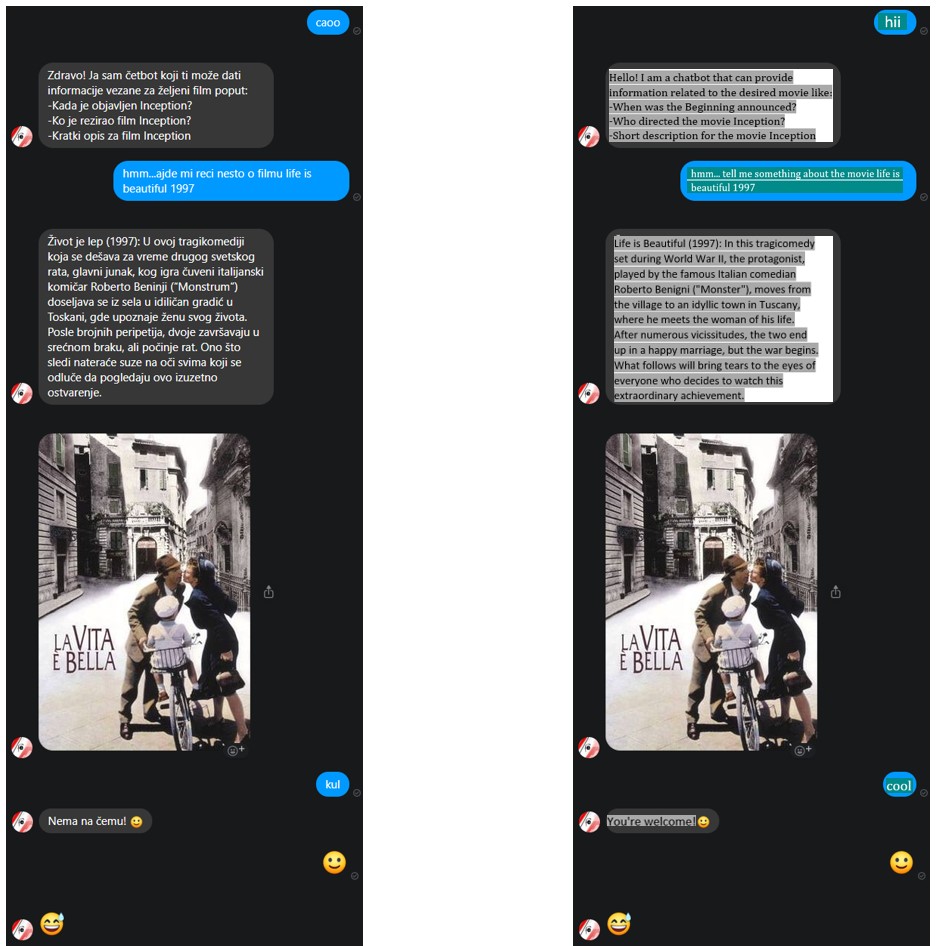 caoo
Zdravo! Ja sam četbot koji ti može dati
informacije vezane za željeni film poput:
-Kada je objavljen Inception?
-Ko je rezirao film Inception?
-Kratki opis za film Inception
hmm...ajde mi reci nesto o filmu life is
beautiful 1997
Život je lep (1997): U ovoj tragikomediji
koja se dešava za vreme drugog svetskog
rata, glavni junak, kog igra čuveni italijanski
komičar Roberto Beninji ("Monstrum")
doseljava se iz sela u idiličan gradić u
Toskani, gde upoznaje ženu svog života.
Posle brojnih peripetija, dvoje završavaju u
srećnom braku, ali počinje rat. Ono što
sledi nateraće suze na oči svima koji se
odluče da pogledaju ovo izuzetno
ostvarenje.
LA VITA
È BELLA
kul
Nema na čemu!
hii
Hello! I am a chatbot that can provide
information related to the desired movie like:
-When was the Beginning announced?
-Who directed the movie Inception?
-Short description for the movie Inception
hmm... tell me something about the movie life is
beautiful 1997
Life is Beautiful (1997): In this tragicomedy
set during World War II, the protagonist,
played by the famous Italian comedian
Roberto Benigni ("Monster"), moves from
the village to an idyllic town in Tuscany,
where he meets the woman of his life.
After numerous vicissitudes, the two end
up in a happy marriage, but the war begins.
What follows will bring tears to the eyes of
everyone who decides to watch this
extraordinary achievement.
LA VITA
È BELLA
cool
You're welcome!